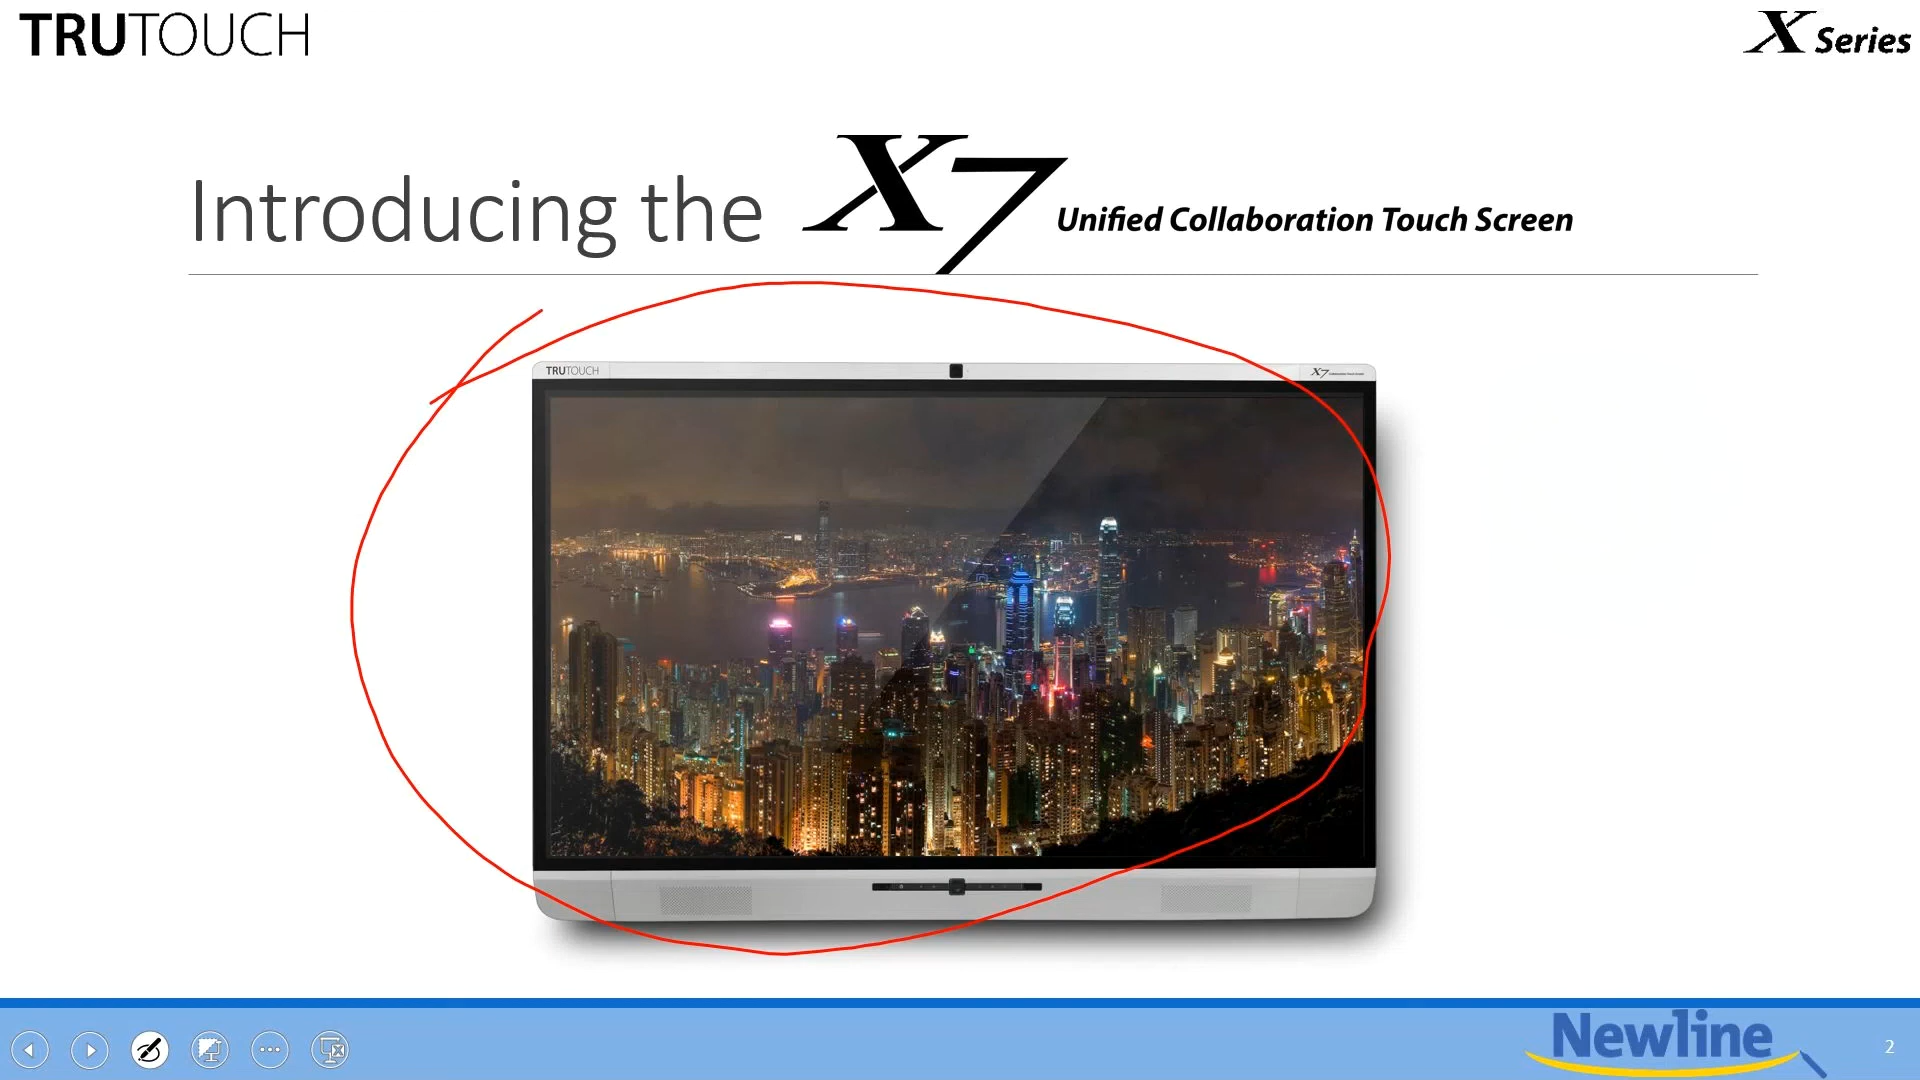 TRUTOUCH
X Series
Introducing the X7 Unified Collaboration Touch Screen
TRUTOUCH
X7
Newline
2